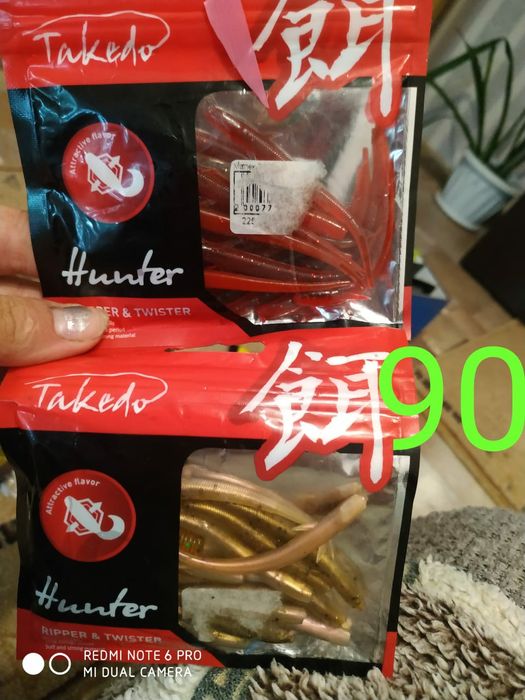 Takedo
餌
Attractive flavor
00077
Hunter
& TWISTER
Takedo
餌
90
Attractive flavor
Hunter
RIPPER & TWISTER
REDMI NOTE 6 PRO
MI DUAL CAMERA